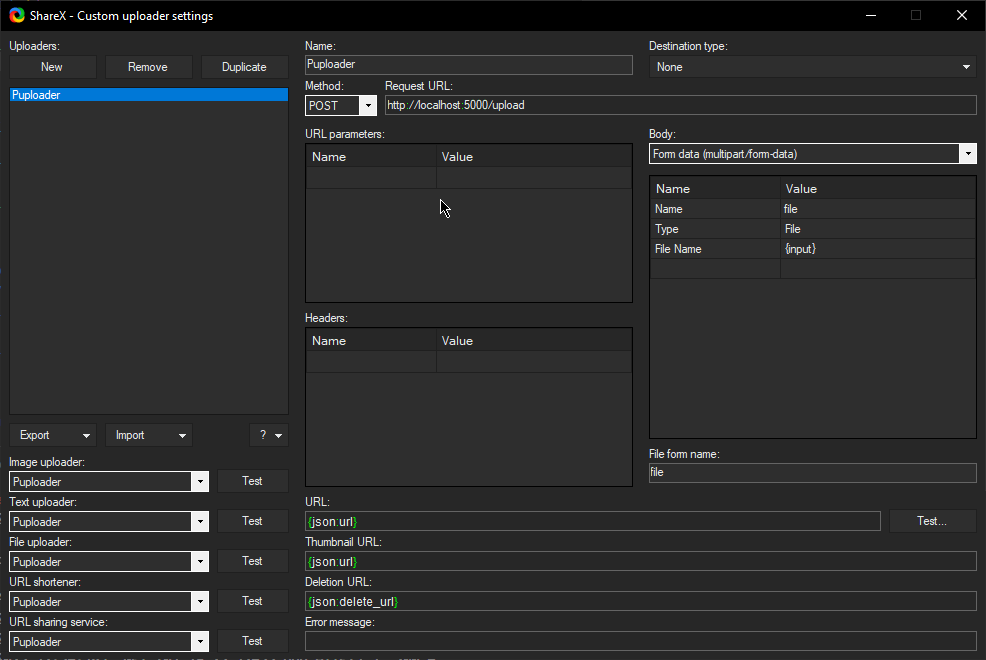 ShareX - Custom uploader settings
Uploaders:
New Remove Duplicate
Puploader
Export Import ?
Image uploader:
Puploader Test
Text uploader:
Puploader Test
File uploader:
Puploader Test
URL shortener:
Puploader Test
URL sharing service:
Puploader Test
Name:
Puploader
Method: Request URL:
POST http://localhost:5000/upload
URL parameters:
Name Value
Headers:
Name Value
Destination type:
None
Body:
Form data (multipart/form-data)
Name Value
Name file
Type File
File Name {input}
File form name:
file
URL:
{json:url} Test...
Thumbnail URL:
{json:url}
Deletion URL:
{json:delete_url}
Error message: